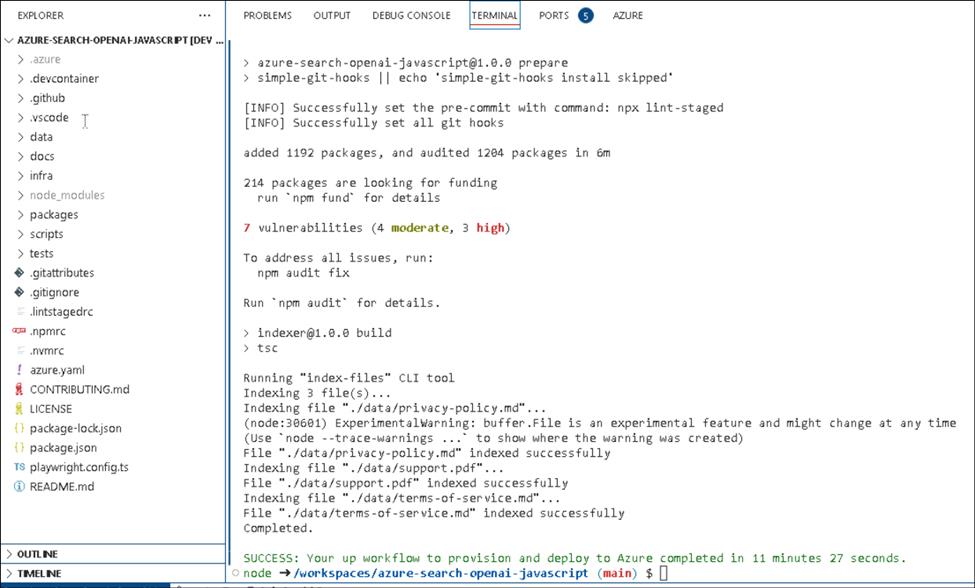 EXPLORER
AZURE-SEARCH-OPENAI-JAVASCRIPT [DEV ...
.azure
.devcontainer
.github
.vscode
data
docs
infra
node_modules
packages
scripts
tests
.gitattributes
.gitignore
.lintstagedrc
.npmrc
.nvmrc
azure.yaml
CONTRIBUTING.md
LICENSE
package-lock.json
package.json
playwright.config.ts
README.md
OUTLINE
TIMELINE
PROBLEMS OUTPUT DEBUG CONSOLE TERMINAL PORTS 5 AZURE
> azure-search-openai-javascript@1.0.0 prepare
> simple-git-hooks || echo 'simple-git-hooks install skipped'
[INFO] Successfully set the pre-commit with command: npx lint-staged
[INFO] Successfully set all git hooks
added 1192 packages, and audited 1204 packages in 6m
214 packages are looking for funding
run `npm fund` for details
7 vulnerabilities (4 moderate, 3 high)
To address all issues, run:
npm audit fix
Run `npm audit` for details.
> indexer@1.0.0 build
> tsc
Running "index-files" CLI tool
Indexing 3 file(s)...
Indexing file "./data/privacy-policy.md"...
(node:30601) ExperimentalWarning: buffer.File is an experimental feature and might change at any time
(Use `node --trace-warnings ...` to show where the warning was created)
File "./data/privacy-policy.md" indexed successfully
Indexing file "./data/support.pdf"...
File "./data/support.pdf" indexed successfully
Indexing file "./data/terms-of-service.md"...
File "./data/terms-of-service.md" indexed successfully
Completed.
SUCCESS: Your up workflow to provision and deploy to Azure completed in 11 minutes 27 seconds.
node ➜ /workspaces/azure-search-openai-javascript (main) $